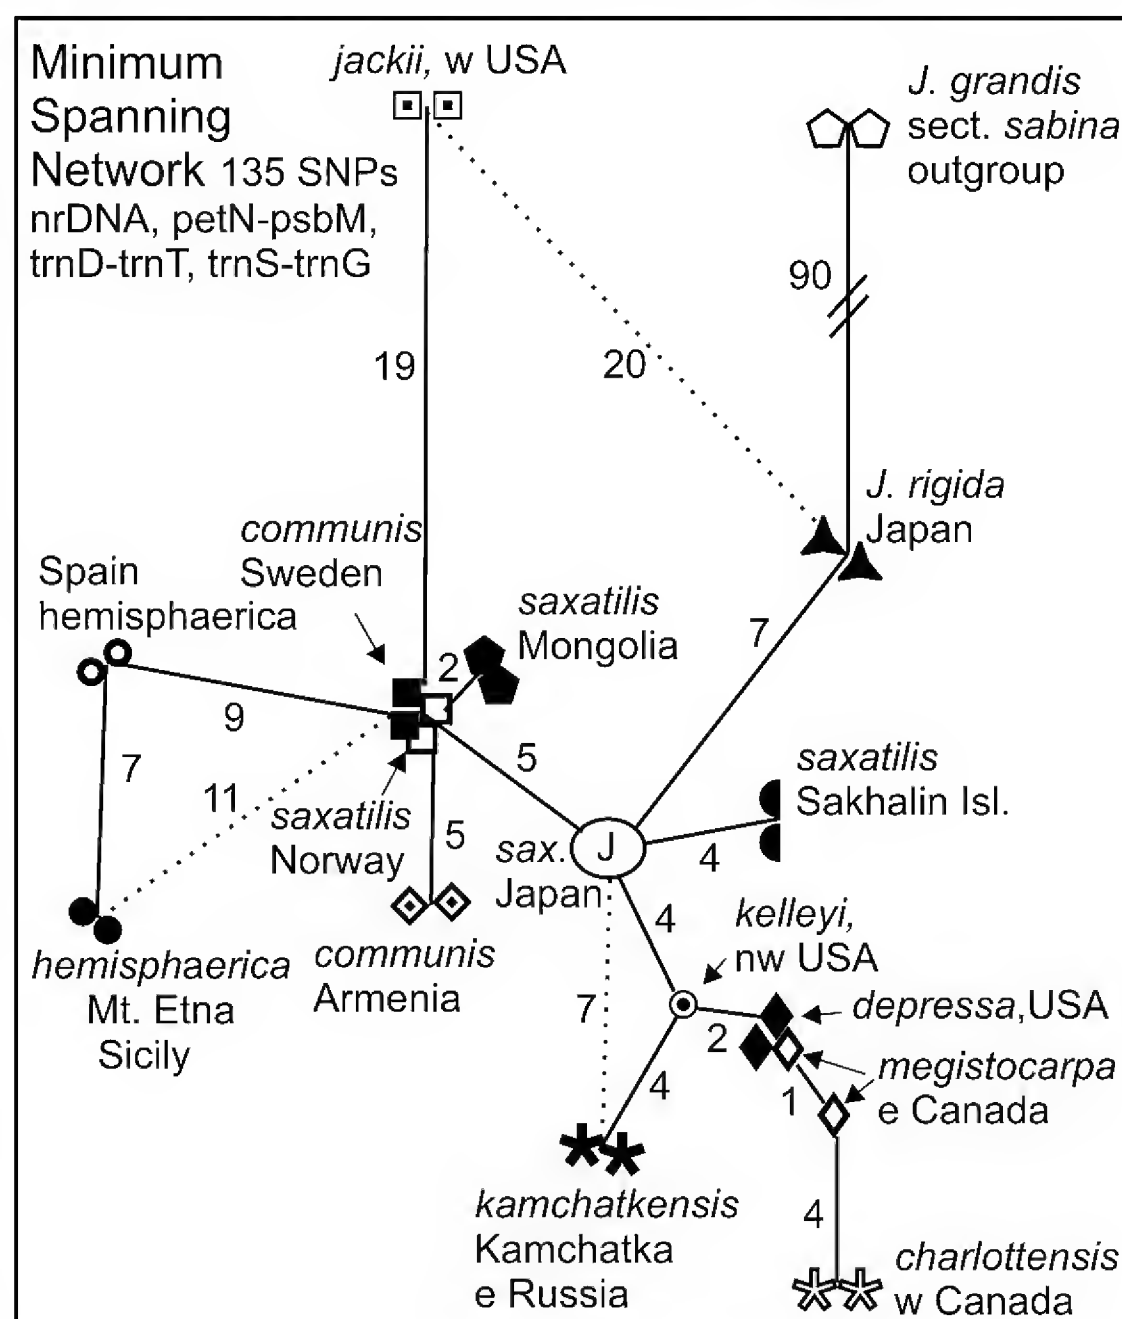 Minimum
Spanning
Network 135 SNPs
nrDNA, petN-psbM,
trnD-trnT, trnS-trnG
jackii, w USA
J. grandis
sect. sabina
outgroup
90
19
20
J. rigida
Japan
communis
Sweden
Spain
hemisphaerica
saxatilis
Mongolia
2
7
9
5
7
11
saxatilis
Sakhalin Isl.
saxatilis
Norway
5
sax.
Japan
J
4
4
kelleyi,
nw USA
hemisphaerica
Mt. Etna
Sicily
communis
Armenia
7
depressa,USA
2
megistocarpa
e Canada
4
1
kamchatkensis
Kamchatka
e Russia
4
charlottensis
w Canada